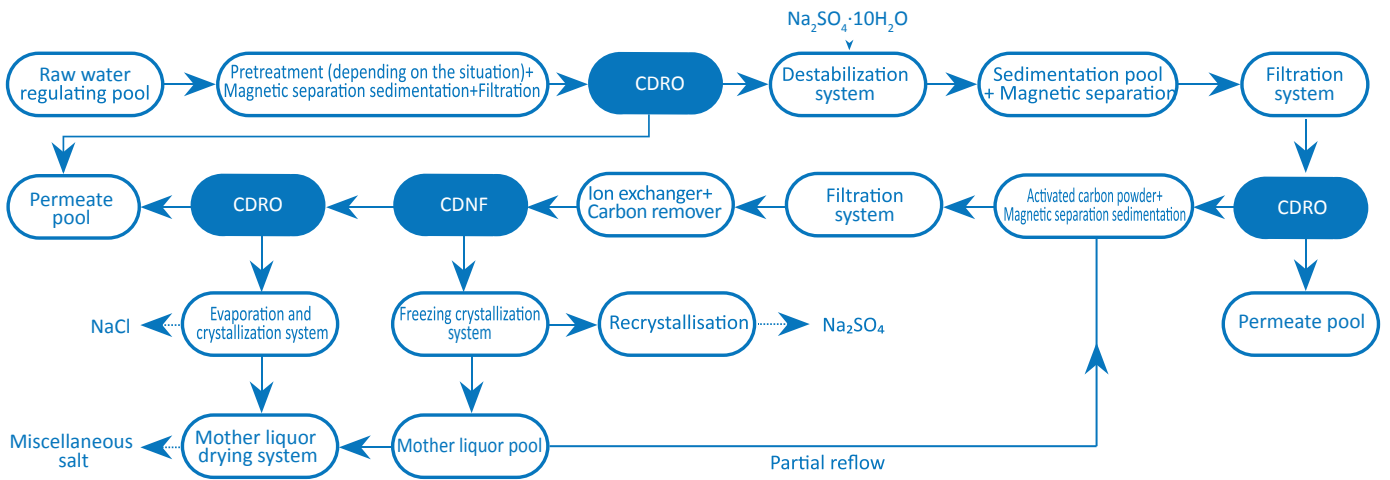 Na₂SO₄·10H₂O
Raw water
regulating pool
Pretreatment (depending on the situation)+
Magnetic separation sedimentation+Filtration
CDRO
Destabilization
system
Sedimentation pool
+ Magnetic separation
Filtration
system
Permeate
pool
CDRO
CDNF
Ion exchanger+
Carbon remover
Filtration
system
Activated carbon powder+
Magnetic separation sedimentation
CDRO
NaCl
Evaporation and
crystallization system
Freezing crystallization
system
Recrystallisation
Na₂SO₄
Permeate pool
Miscellaneous
salt
Mother liquor
drying system
Mother liquor pool
Partial reflow